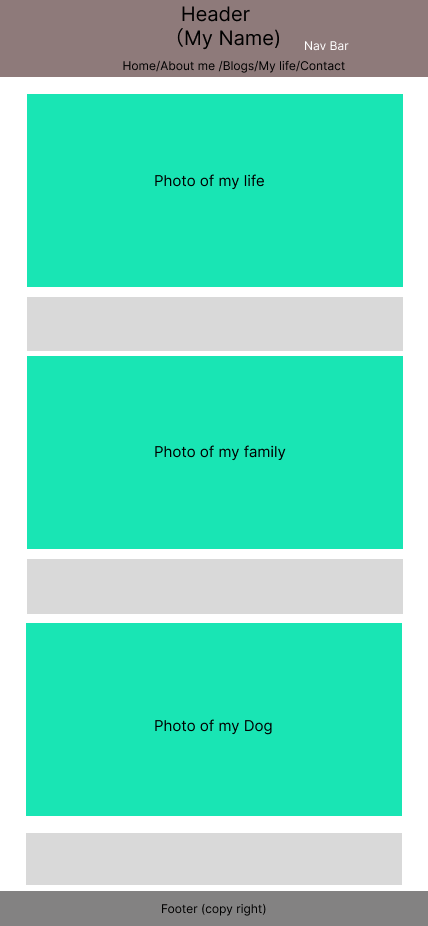 Header
（My Name)
Nav Bar
Home/About me /Blogs/My life/Contact
Photo of my life
Photo of my family
Photo of my Dog
Footer (copy right)